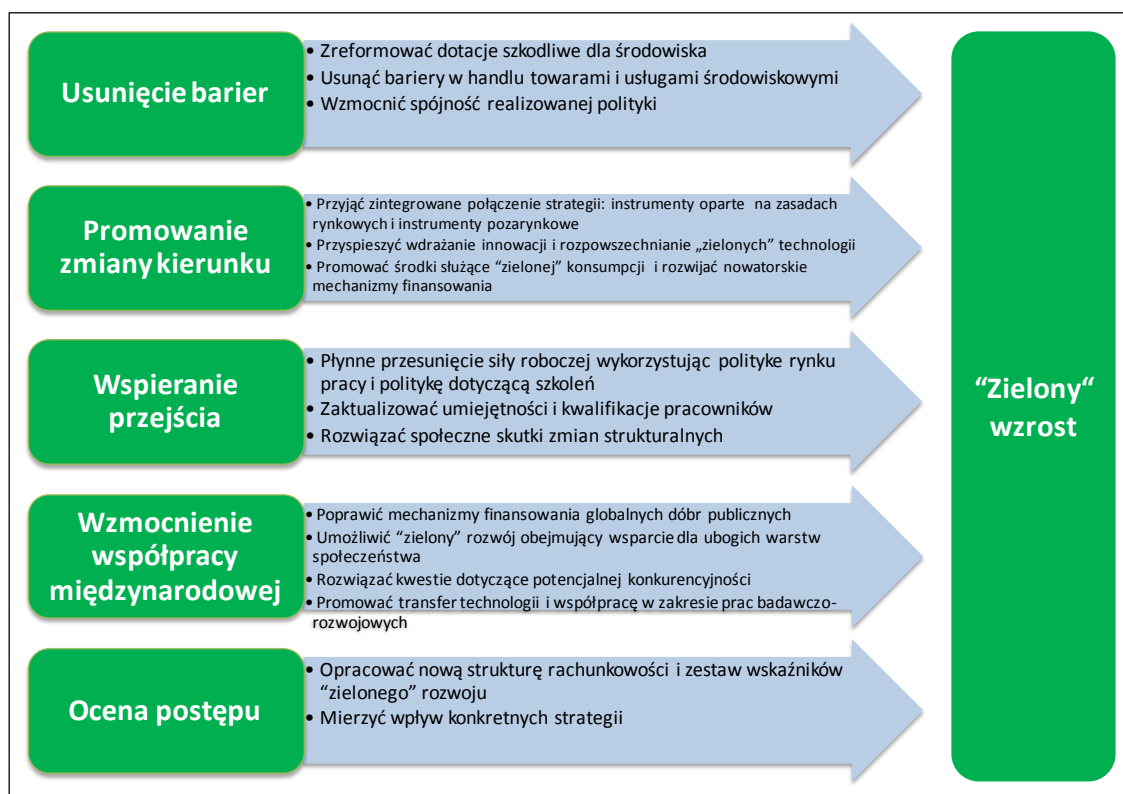 Usunięcie barier
• Zreformować dotacje szkodliwe dla środowiska
• Usunąć bariery w handlu towarami i usługami środowiskowymi
• Wzmocnić spójność realizowanej polityki
Promowanie
zmiany kierunku
• Przyjąć zintegrowane połączenie strategii: instrumenty oparte na zasadach
rynkowych i instrumenty pozarynkowe
• Przyspieszyć wdrażanie innowacji i rozpowszechnianie „zielonych” technologii
• Promować środki służące “zielonej” konsumpcji i rozwijać nowatorskie
mechanizmy finansowania
Wspieranie
przejścia
• Płynne przesunięcie siły roboczej wykorzystując polityke rynku
pracy i politykę dotyczącą szkoleń
• Zaktualizować umiejętności i kwalifikacje pracowników
• Rozwiązać społeczne skutki zmian strukturalnych
Wzmocnienie
współpracy
międzynarodowej
• Poprawić mechanizmy finansowania globalnych dóbr publicznych
• Umożliwić “zielony” rozwój obejmujący wsparcie dla ubogich warstw
społeczeństwa
• Rozwiązać kwestie dotyczące potencjalnej konkurencyjności
• Promować transfer technologii i współpracę w zakresie prac badawczo-
rozwojowych
Ocena postępu
• Opracować nową strukturę rachunkowości i zestaw wskaźników
“zielonego” rozwoju
• Mierzyć wpływ konkretnych strategii
“Zielony“
wzrost